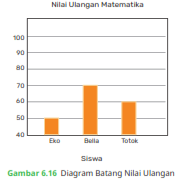 Nilai Ulangan Matematika
100
90
80
70
60
50
40
Eko Bella Totok
Siswa
Gambar 6.16 Diagram Batang Nilai Ulangan